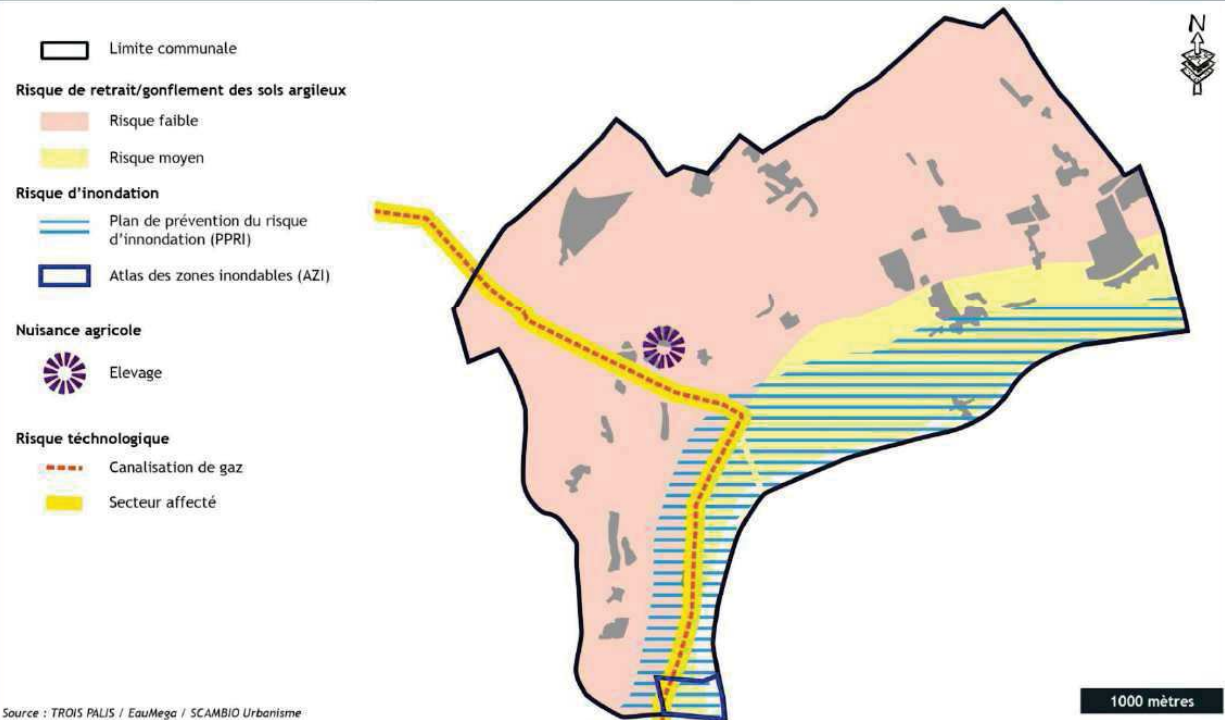 Limite communale
Risque de retrait/gonflement des sols argileux
Risque faible
Risque moyen
Risque d'inondation
Plan de prévention du risque
d'innondation (PPRI)
Atlas des zones inondables (AZI)
Nuisance agricole
Elevage
Risque téchnologique
Canalisation de gaz
Secteur affecté
N
1000 mètres
Source : TROIS PALIS / EauMega / SCAMBIO Urbanisme